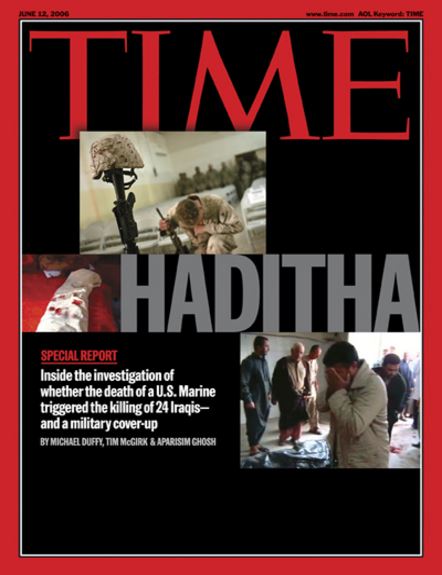 JUNE 12, 2006 www.time.com AOL Keyword: TIME
TIME
HADITHA
SPECIAL REPORT
Inside the investigation of
whether the death of a U.S. Marine
triggered the killing of 24 Iraqis—
and a military cover-up
BY MICHAEL DUFFY, TIM McGIRK & APARISIM GHOSH